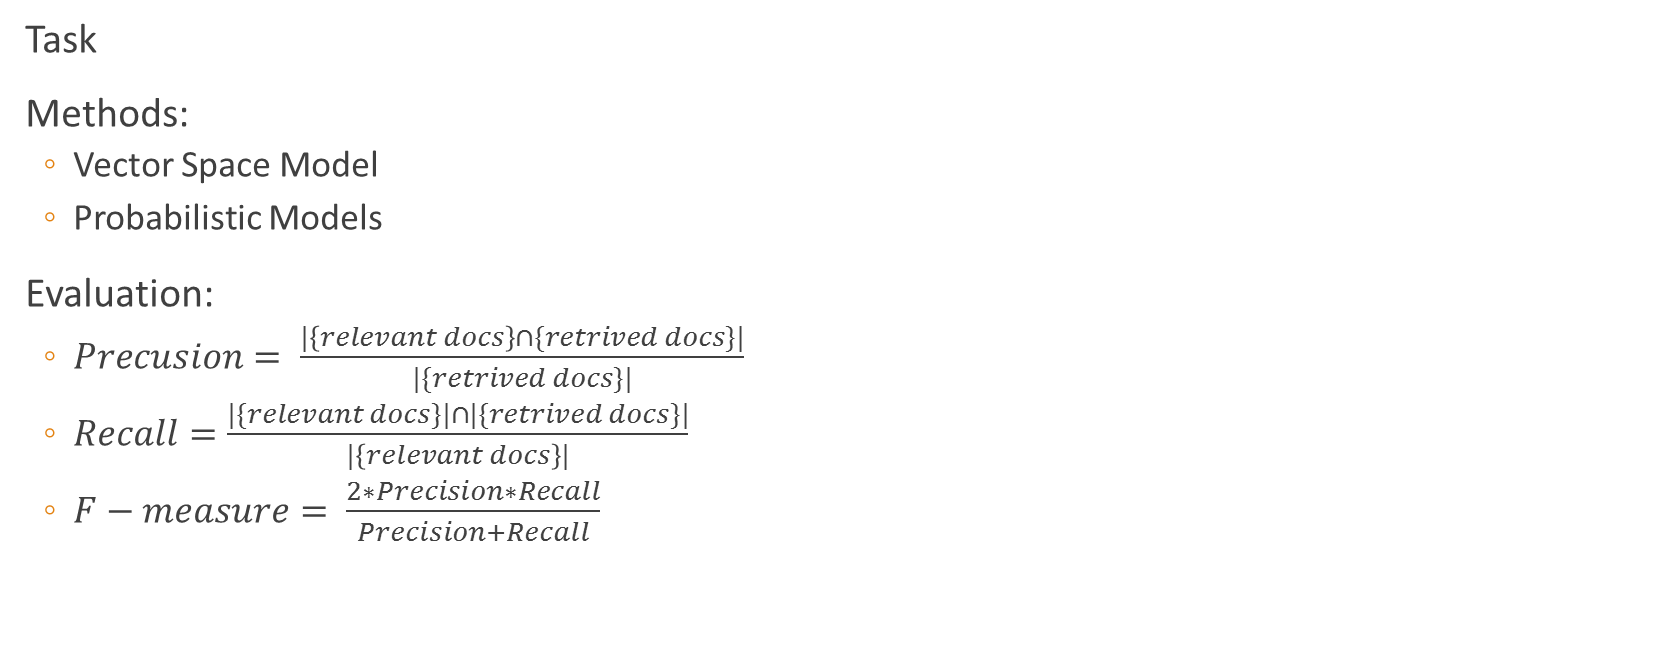 Task
Methods:
◦ Vector Space Model
◦ Probabilistic Models
Evaluation:
◦ Precusion = |{relevant docs}∩{retrived docs}| / |{retrived docs}|
◦ Recall = |{relevant docs}|∩|{retrived docs}| / |{relevant docs}|
◦ F − measure = 2∗Precision∗Recall / Precision+Recall